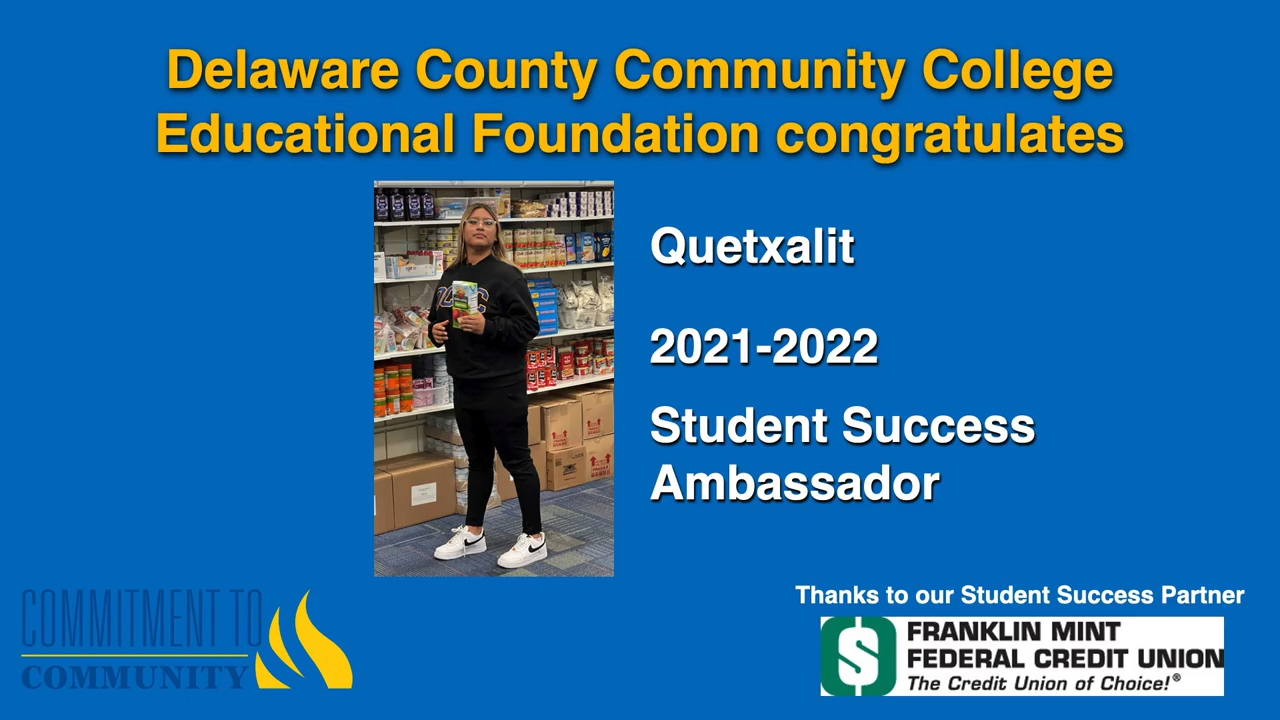 Delaware County Community College
Educational Foundation congratulates
Quetxalit
2021-2022
Student Success
Ambassador
COMMITMENT TO
COMMUNITY
Thanks to our Student Success Partner
FRANKLIN MINT
FEDERAL CREDIT UNION
The Credit Union of Choice!®